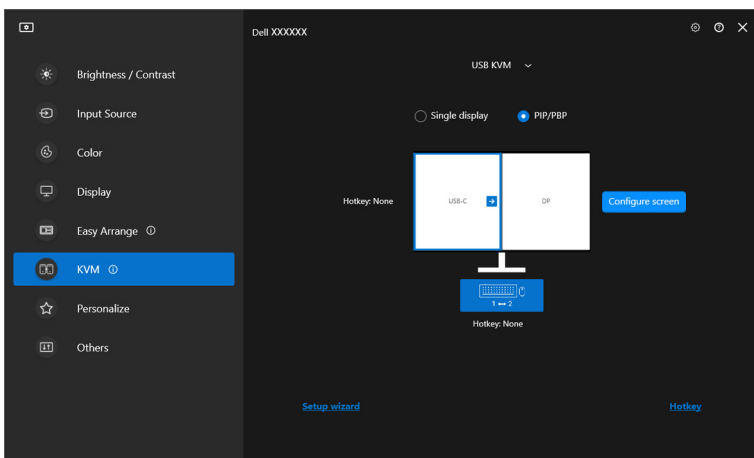 Dell XXXXXX
Brightness / Contrast
Input Source
Color
Display
Easy Arrange
KVM
Personalize
Others
USB KVM
Single display
PIP/PBP
Hotkey: None
USB-C
DP
Configure screen
1 ↔ 2
Hotkey: None
Setup wizard
Hotkey